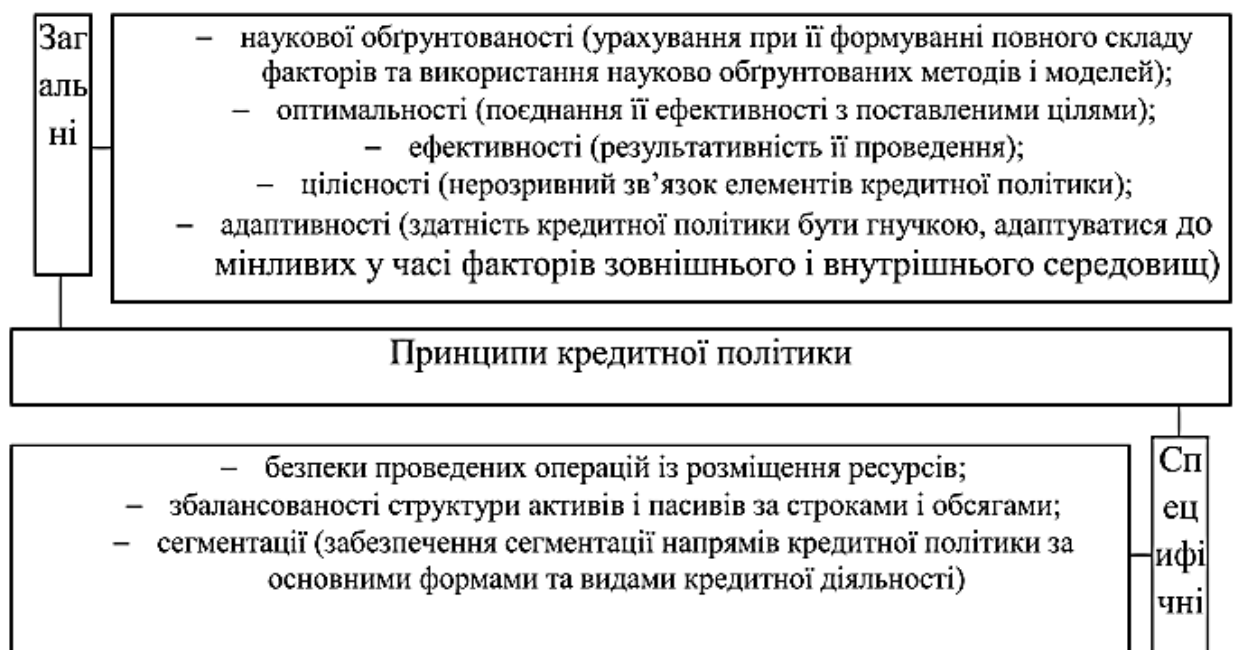 Заг
аль
ні
– наукової обґрунтованості (урахування при її формуванні повного складу
факторів та використання науково обґрунтованих методів і моделей);
– оптимальності (поєднання її ефективності з поставленими цілями);
– ефективності (результативність її проведення);
– цілісності (нерозривний зв’язок елементів кредитної політики);
– адаптивності (здатність кредитної політики бути гнучкою, адаптуватися до
мінливих у часі факторів зовнішнього і внутрішнього середовищ)
Принципи кредитної політики
– безпеки проведених операцій із розміщення ресурсів;
– збалансованості структури активів і пасивів за строками і обсягами;
– сегментації (забезпечення сегментації напрямів кредитної політики за
основними формами та видами кредитної діяльності)
Сп
ец
ифі
чні